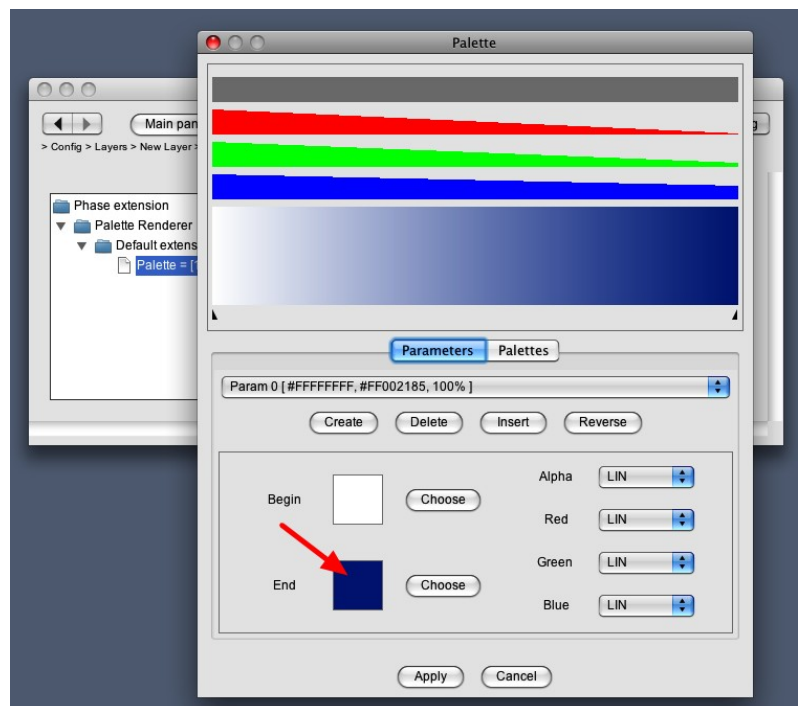 Palette
Main pan
g
> Config > Layers > New Layer >
Phase extension
Palette Renderer
Default extens
Palette = [1
Parameters Palettes
Param 0 [ #FFFFFFFF, #FF002185, 100% ]
Create Delete Insert Reverse
Begin Choose
End Choose
Alpha LIN
Red LIN
Green LIN
Blue LIN
Apply Cancel